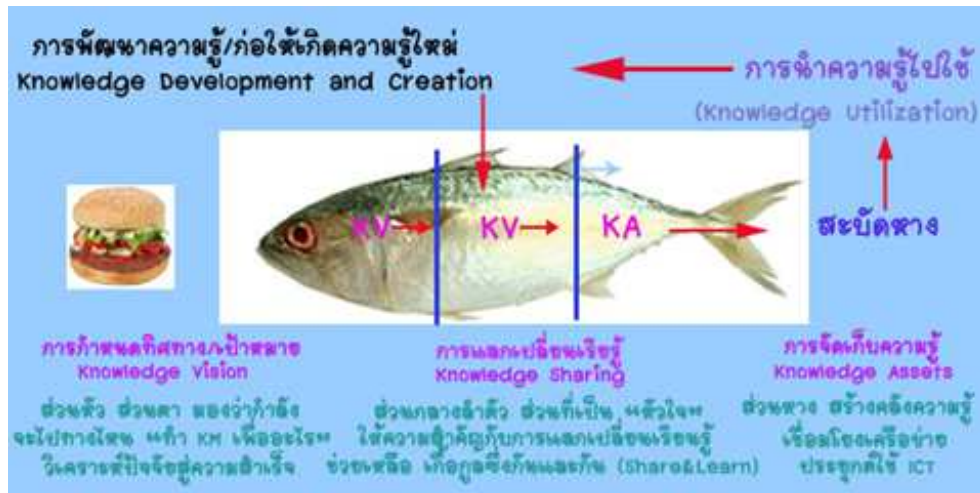 การพัฒนาความรู้/ก่อให้เกิดความรู้ใหม่
Knowledge Development and Creation
การนำความรู้ไปใช้
(Knowledge Utilization)
KV
KV
KA
สะบัดหาง
การกำหนดทิศทาง/เป้าหมาย
Knowledge Vision
ส่วนหัว ส่วนตา มองว่ากำลัง
จะไปทางไหน "ทำ KM เพื่ออะไร"
วิเคราะห์ปัจจัยสู่ความสำเร็จ
การแลกเปลี่ยนเรียรู้
Knowledge Sharing
ส่วนกลางลำตัว ส่วนที่เป็น "หัวใจ"
ให้ความสำคัญกับการแลกเปลี่ยนเรียนรู้
ช่วยเหลือ เกื้อกูลซึ่งกันและกัน (Share&Learn)
การจัดเก็บความรู้
Knowledge Assets
ส่วนหาง สร้างคลังความรู้
เชื่อมโยงเครือข่าย
ประยุกต์ใช้ ICT